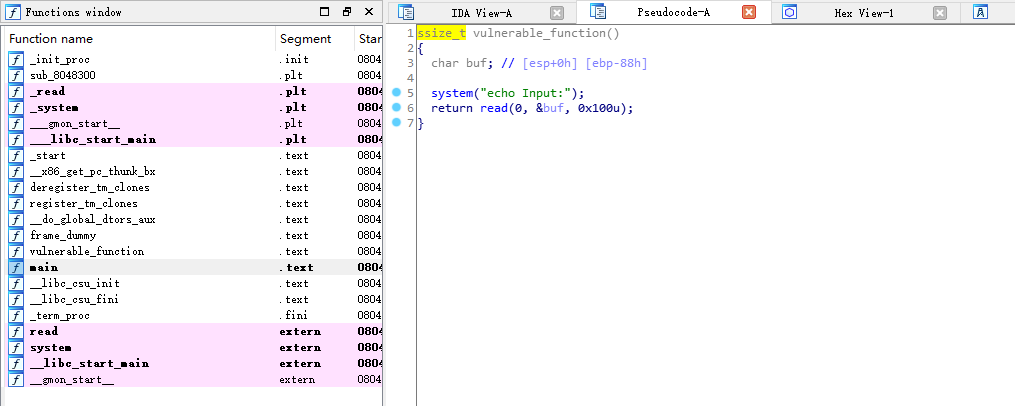 Functions window
Function name Segment Star
f _init_proc .init 0804
f sub_8048300 .plt 0804
f _read .plt 0804
f _system .plt 0804
f ___gmon_start__ .plt 0804
f ___libc_start_main .plt 0804
f _start .text 0804
f __x86_get_pc_thunk_bx .text 0804
f deregister_tm_clones .text 0804
f register_tm_clones .text 0804
f __do_global_dtors_aux .text 0804
f frame_dummy .text 0804
f vulnerable_function .text 0804
f main .text 0804
f __libc_csu_init .text 0804
f __libc_csu_fini .text 0804
f _term_proc .fini 0804
f read extern 0804
f system extern 0804
f __libc_start_main extern 0804
f __gmon_start__ extern 0804
IDA View-A Pseudocode-A Hex View-1 A
1 ssize_t vulnerable_function()
2 {
3 char buf; // [esp+0h] [ebp-88h]
4
5 system("echo Input:");
6 return read(0, &buf, 0x100u);
7 }